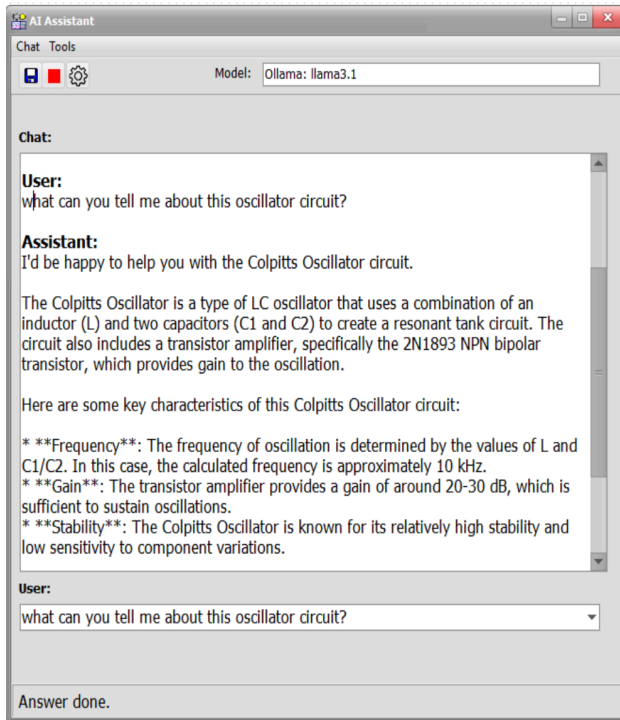 AI Assistant
Chat Tools
Model: Ollama: llama3.1
Chat:
User:
what can you tell me about this oscillator circuit?
Assistant:
I'd be happy to help you with the Colpitts Oscillator circuit.
The Colpitts Oscillator is a type of LC oscillator that uses a combination of an
inductor (L) and two capacitors (C1 and C2) to create a resonant tank circuit. The
circuit also includes a transistor amplifier, specifically the 2N1893 NPN bipolar
transistor, which provides gain to the oscillation.
Here are some key characteristics of this Colpitts Oscillator circuit:
* **Frequency**: The frequency of oscillation is determined by the values of L and
C1/C2. In this case, the calculated frequency is approximately 10 kHz.
* **Gain**: The transistor amplifier provides a gain of around 20-30 dB, which is
sufficient to sustain oscillations.
* **Stability**: The Colpitts Oscillator is known for its relatively high stability and
low sensitivity to component variations.
User:
what can you tell me about this oscillator circuit?
Answer done.